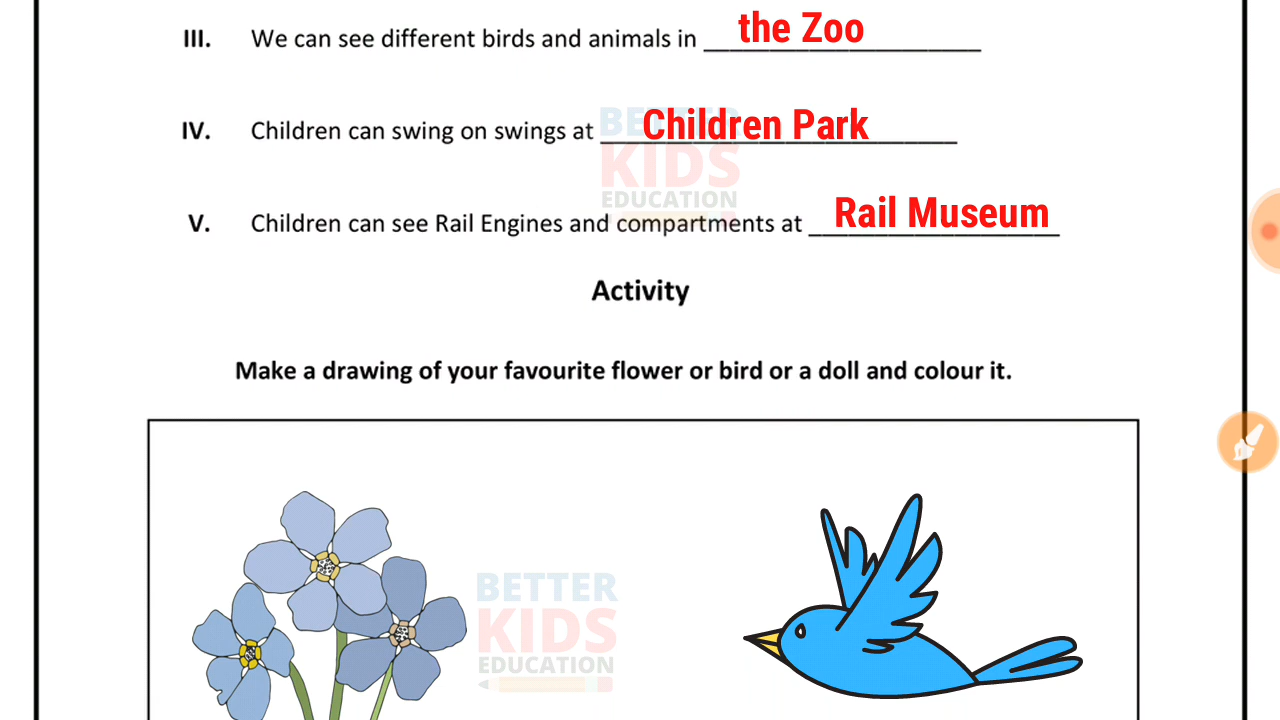 III. We can see different birds and animals in the Zoo
IV. Children can swing on swings at Children Park
BETTER
KIDS
EDUCATION
V. Children can see Rail Engines and compartments at Rail Museum
Activity
Make a drawing of your favourite flower or bird or a doll and colour it.
BETTER
KIDS
EDUCATION